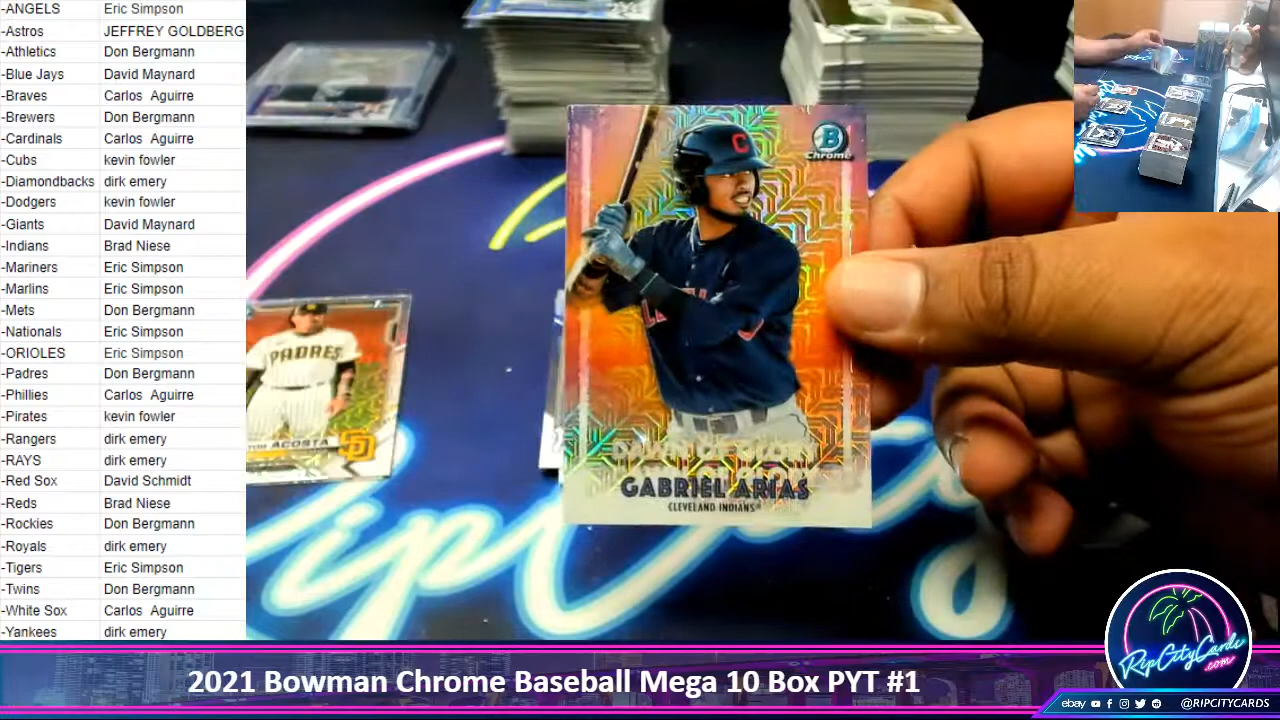 -ANGELS Eric Simpson
-Astros JEFFREY GOLDBERG
-Athletics Don Bergmann
-Blue Jays David Maynard
-Braves Carlos Aguirre
-Brewers Don Bergmann
-Cardinals Carlos Aguirre
-Cubs kevin fowler
-Diamondbacks dirk emery
-Dodgers kevin fowler
-Giants David Maynard
-Indians Brad Niese
-Mariners Eric Simpson
-Marlins Eric Simpson
-Mets Don Bergmann
-Nationals Eric Simpson
-ORIOLES Eric Simpson
-Padres Don Bergmann
-Phillies Carlos Aguirre
-Pirates kevin fowler
-Rangers dirk emery
-RAYS dirk emery
-Red Sox David Schmidt
-Reds Brad Niese
-Rockies Don Bergmann
-Royals dirk emery
-Tigers Eric Simpson
-Twins Don Bergmann
-White Sox Carlos Aguirre
-Yankees dirk emery
B
Chrome
C
GABRIEL ARIAS
CLEVELAND INDIANS
PADRES
ACOSTA
SD
RipCity
2021 Bowman Chrome Baseball Mega 10 Box PYT #1
RipCityCards
.com
ebay @RIPCITYCARDS